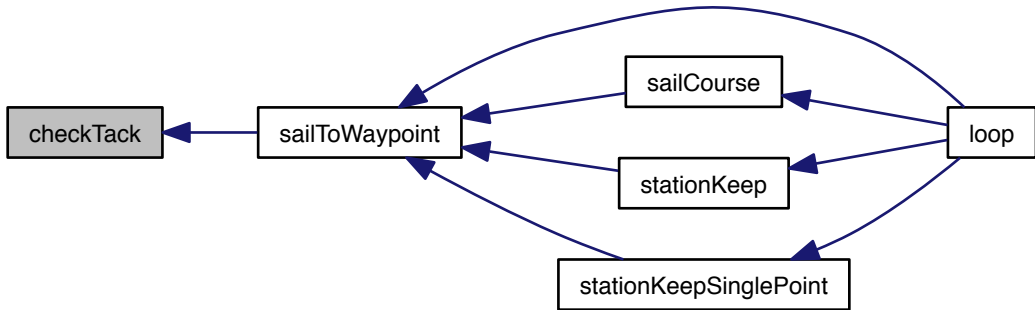 checkTack
sailToWaypoint
sailCourse
stationKeep
stationKeepSinglePoint
loop